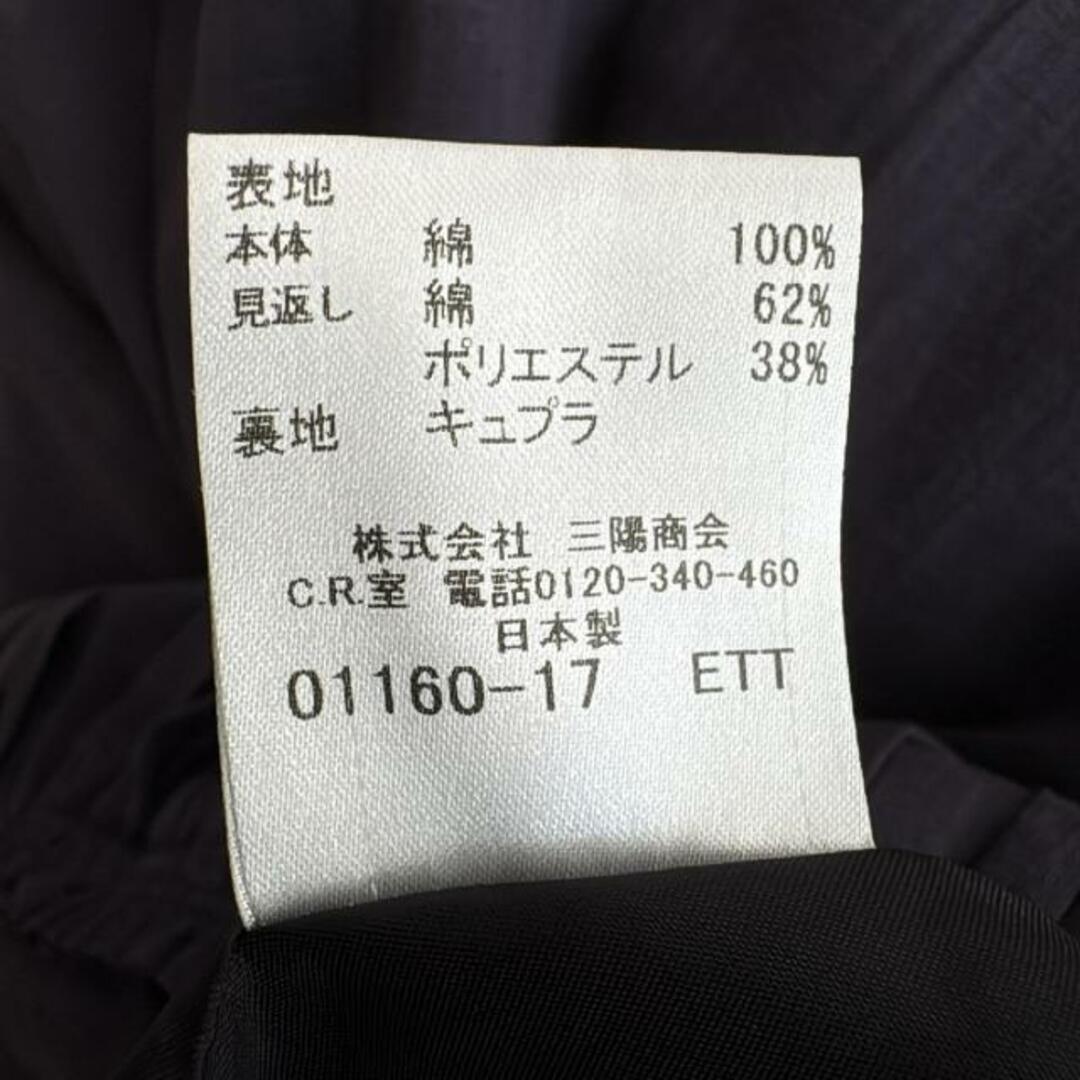 表地
本体 綿 100%
見返し 綿 62%
ポリエステル 38%
裏地 キュプラ
株式会社 三陽商会
C.R.室 電話0120-340-460
日本製
01160-17 ETT